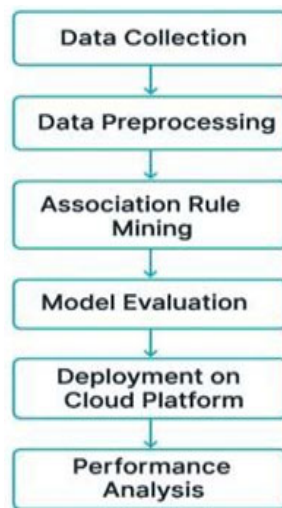 Data Collection
Data Preprocessing
Association Rule
Mining
Model Evaluation
Deployment on
Cloud Platform
Performance
Analysis